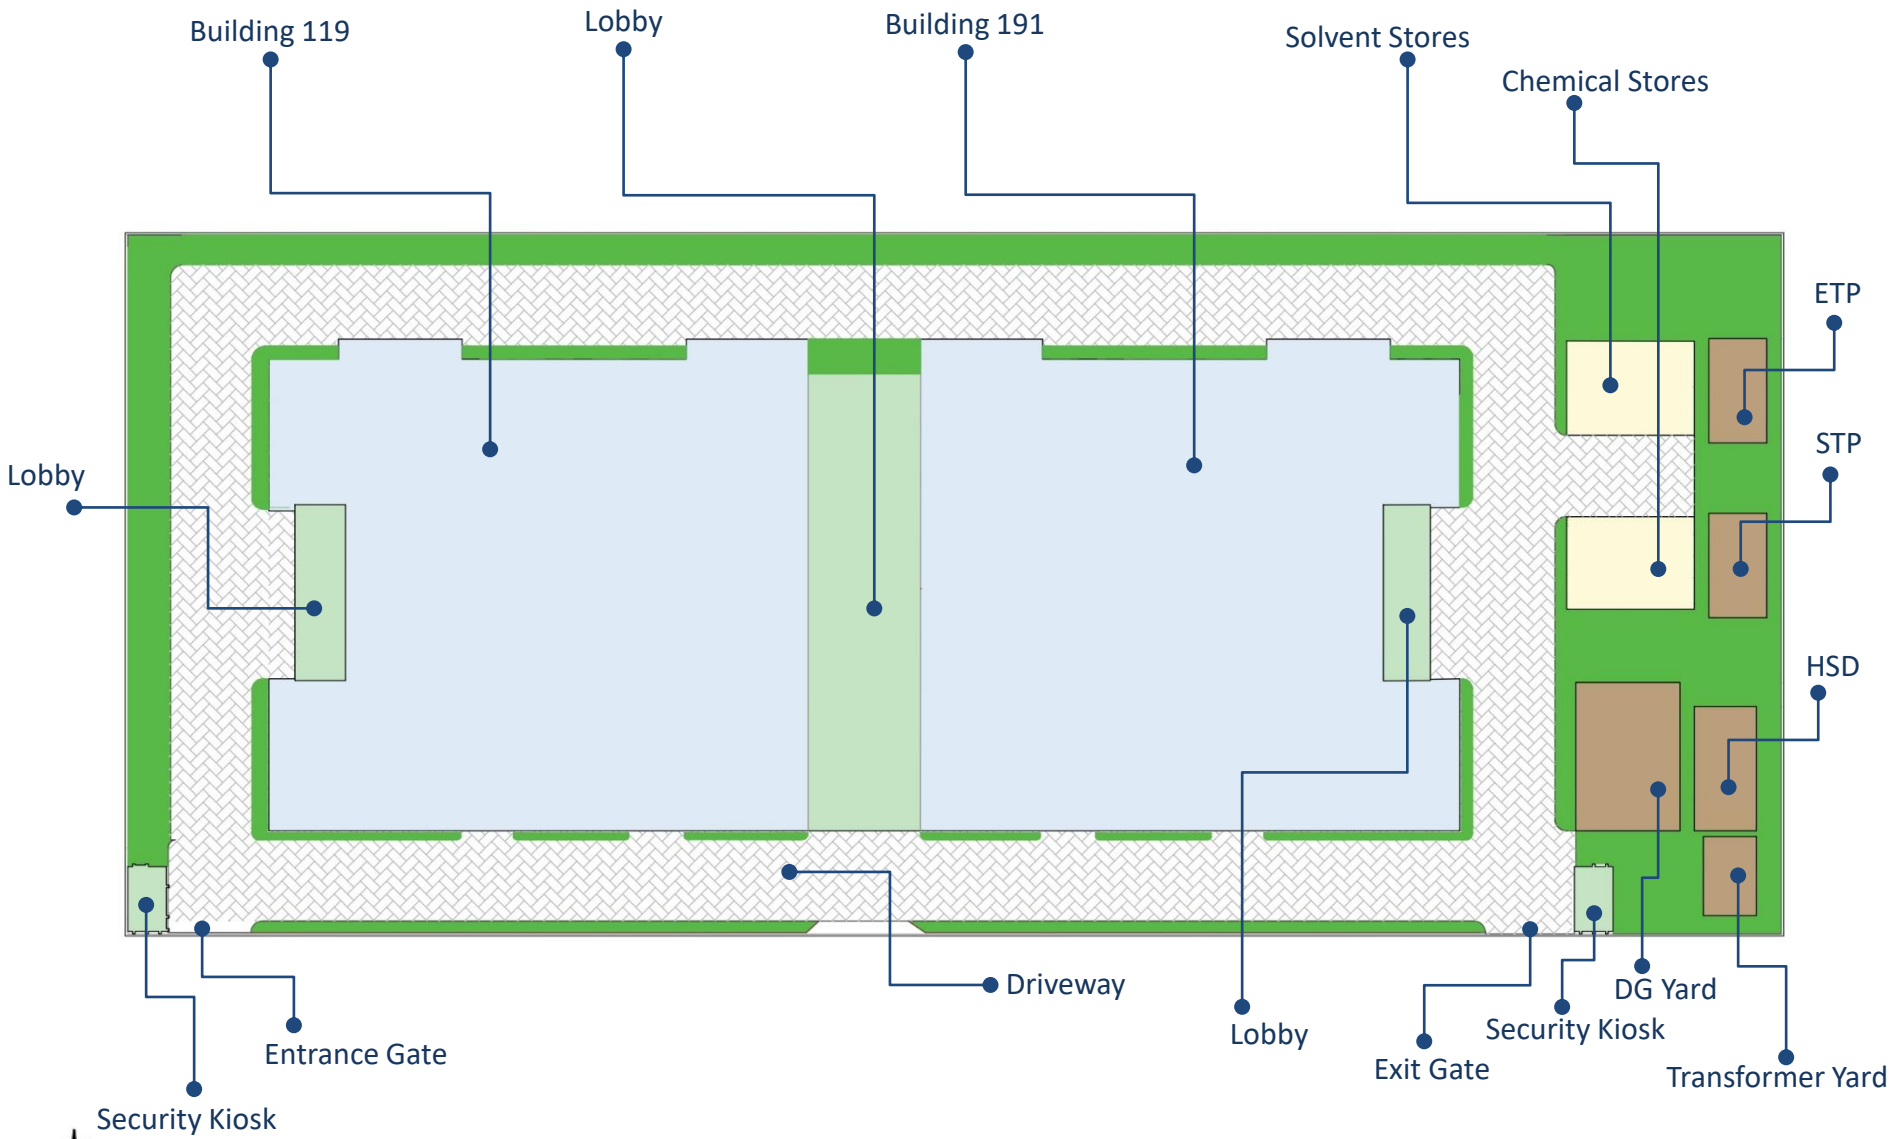 Building 119
Lobby
Building 191
Solvent Stores
Chemical Stores
ETP
STP
Lobby
HSD
Driveway
DG Yard
Lobby
Security Kiosk
Entrance Gate
Exit Gate
Transformer Yard
Security Kiosk